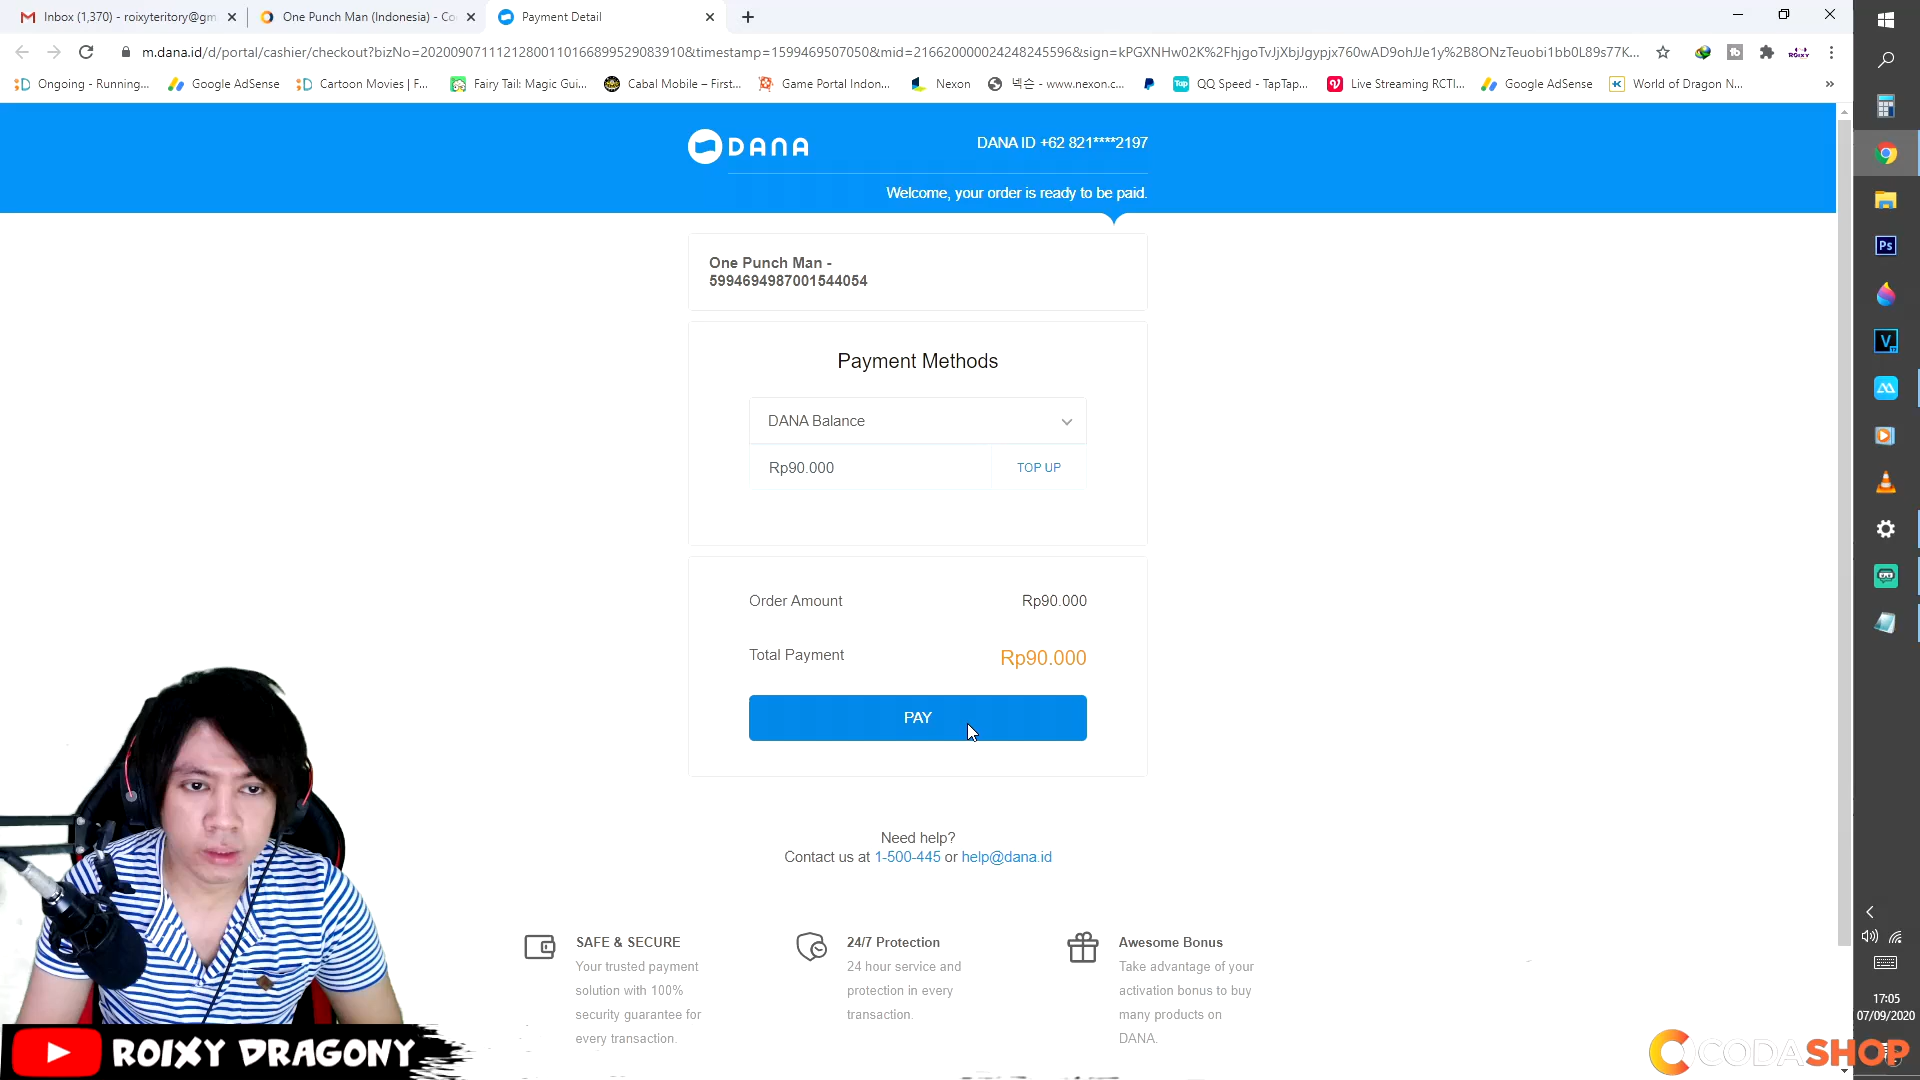 Inbox (1,370) - roixyteritory@gm
One Punch Man (Indonesia) - Co
Payment Detail
m.dana.id/d/portal/cashier/checkout?bizNo=20200907111212800110166899529083910&timestamp=1599469507050&mid=216620000024248245596&sign=kPGXNHw02K%2FhjgoTvJjXbjJgypjx760wAD9ohJJe1y%2B8ONzTeuobi1bb0L89s77K...
Ongoing - Running...
Google AdSense
Cartoon Movies | F...
Fairy Tail: Magic Gui...
Cabal Mobile – First...
Game Portal Indon...
Nexon
넥슨 - www.nexon.c...
QQ Speed - TapTap...
Live Streaming RCTI...
Google AdSense
World of Dragon N...
DANA
DANA ID +62 821****2197
Welcome, your order is ready to be paid.
One Punch Man -
5994694987001544054
Payment Methods
DANA Balance
Rp90.000
TOP UP
Order Amount
Rp90.000
Total Payment
Rp90.000
PAY
Need help?
Contact us at 1-500-445 or help@dana.id
SAFE & SECURE
Your trusted payment
solution with 100%
security guarantee for
every transaction.
24/7 Protection
24 hour service and
protection in every
transaction.
Awesome Bonus
Take advantage of your
activation bonus to buy
many products on
DANA.
17:05
07/09/2020
ROIXY DRAGONY
CODASHOP